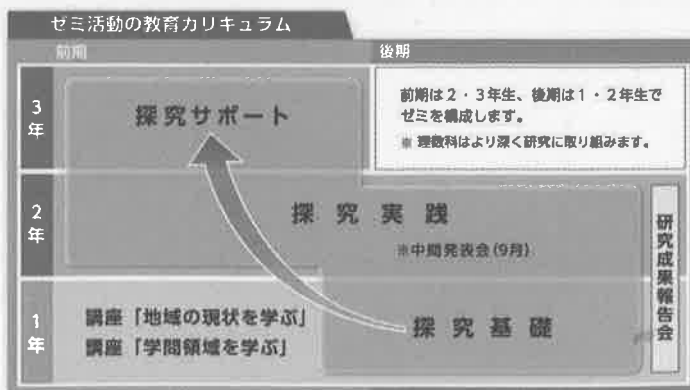 ゼミ活動の教育カリキュラム
前期
後期
3年
探究サポート
前期は2・3年生、後期は1・2年生で
ゼミを構成します。
※ 理数科はより深く研究に取り組みます。
2年
探究実践
※中間発表会(9月)
研究成果報告会
1年
講座「地域の現状を学ぶ」
講座「学問領域を学ぶ」
探究基礎